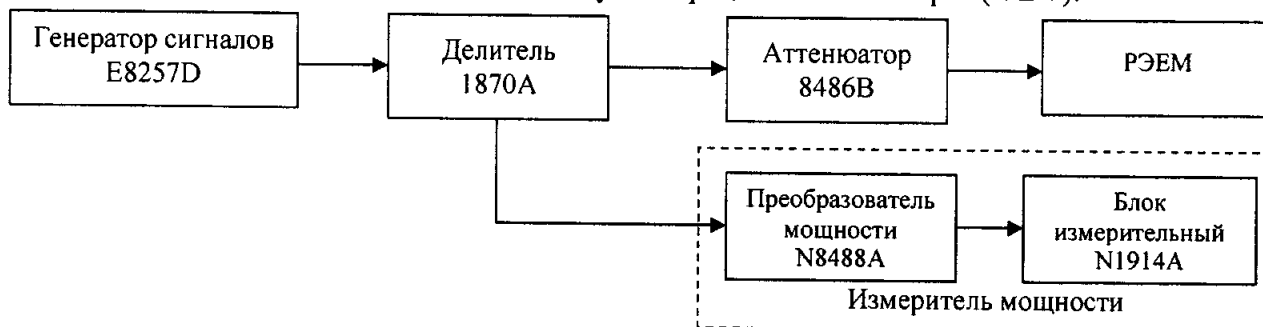 Генератор сигналов
E8257D
Делитель
1870A
Аттенюатор
8486B
РЭЕМ
Преобразователь
мощности
N8488A
Блок
измерительный
N1914A
Измеритель мощности